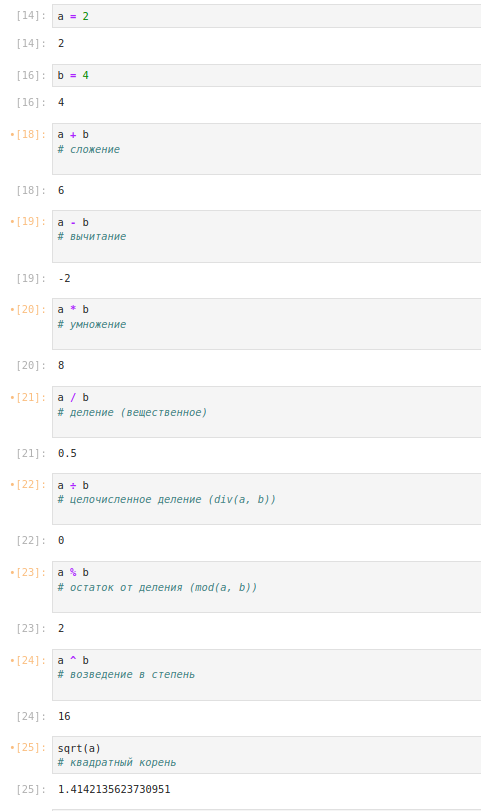 [14]: a = 2
[14]: 2
[16]: b = 4
[16]: 4
•[18]: a + b
# сложение
[18]: 6
•[19]: a - b
# вычитание
[19]: -2
•[20]: a * b
# умножение
[20]: 8
•[21]: a / b
# деление (вещественное)
[21]: 0.5
•[22]: a ÷ b
# целочисленное деление (div(a, b))
[22]: 0
•[23]: a % b
# остаток от деления (mod(a, b))
[23]: 2
•[24]: a ^ b
# возведение в степень
[24]: 16
•[25]: sqrt(a)
# квадратный корень
[25]: 1.4142135623730951